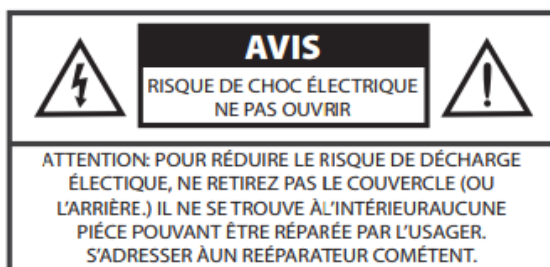 AVIS
RISQUE DE CHOC ÉLECTRIQUE
NE PAS OUVRIR
ATTENTION: POUR RÉDUIRE LE RISQUE DE DÉCHARGE
ÉLECTIQUE, NE RETIREZ PAS LE COUVERCLE (OU
L'ARRIÈRE.) IL NE SE TROUVE ÀL'INTÉRIEURAUCUNE
PIÉCE POUVANT ÊTRE RÉPARÉE PAR L'USAGER.
S'ADRESSER ÀUN REÉPARATEUR COMÉTENT.